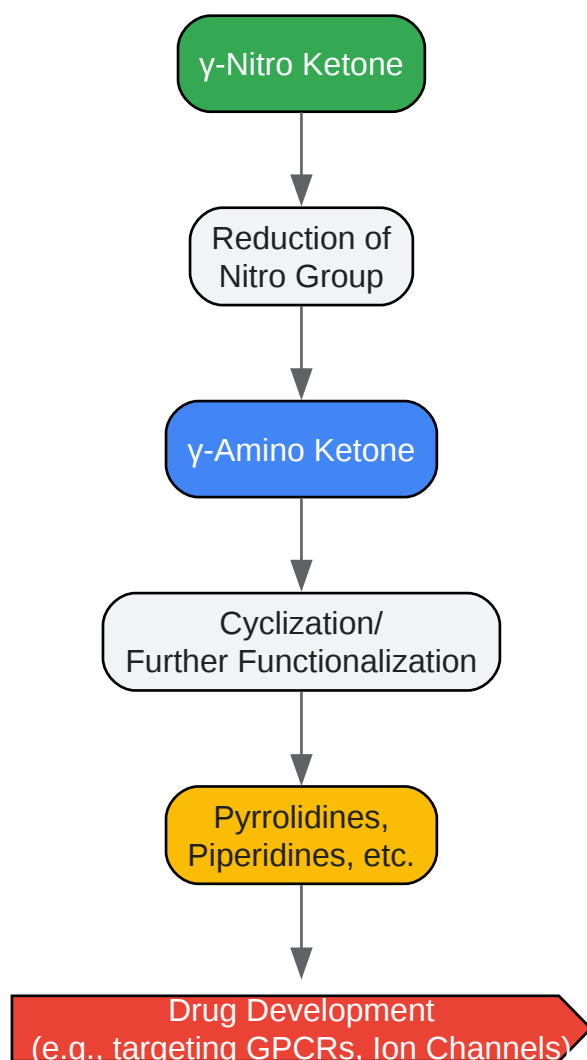 γ-Nitro Ketone
Reduction of
Nitro Group
γ-Amino Ketone
Cyclization/
Further Functionalization
Pyrrolidines,
Piperidines, etc.
Drug Development
(e.g., targeting GPCRs, Ion Channels)